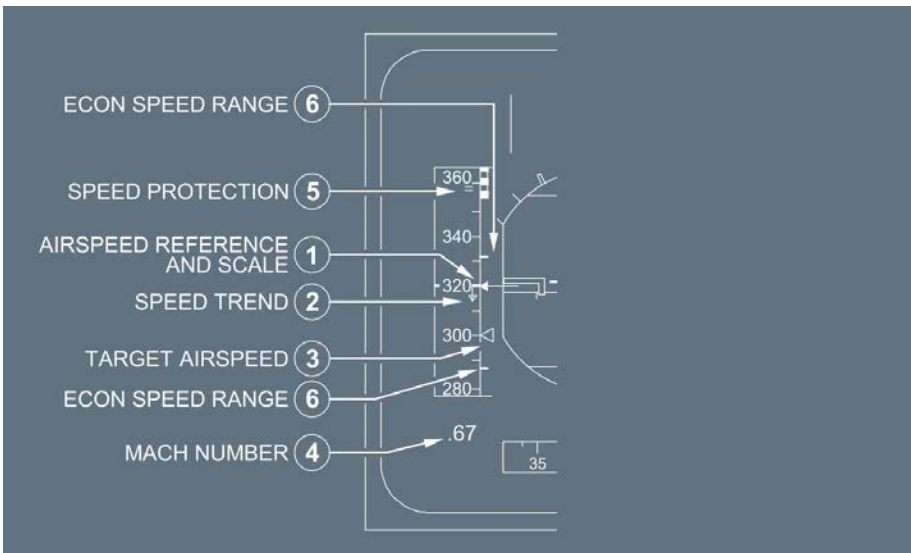 ECON SPEED RANGE 6
SPEED PROTECTION 5
AIRSPEED REFERENCE
AND SCALE 1
SPEED TREND 2
TARGET AIRSPEED 3
ECON SPEED RANGE 6
MACH NUMBER 4
360
340
320
300
280
.67
35